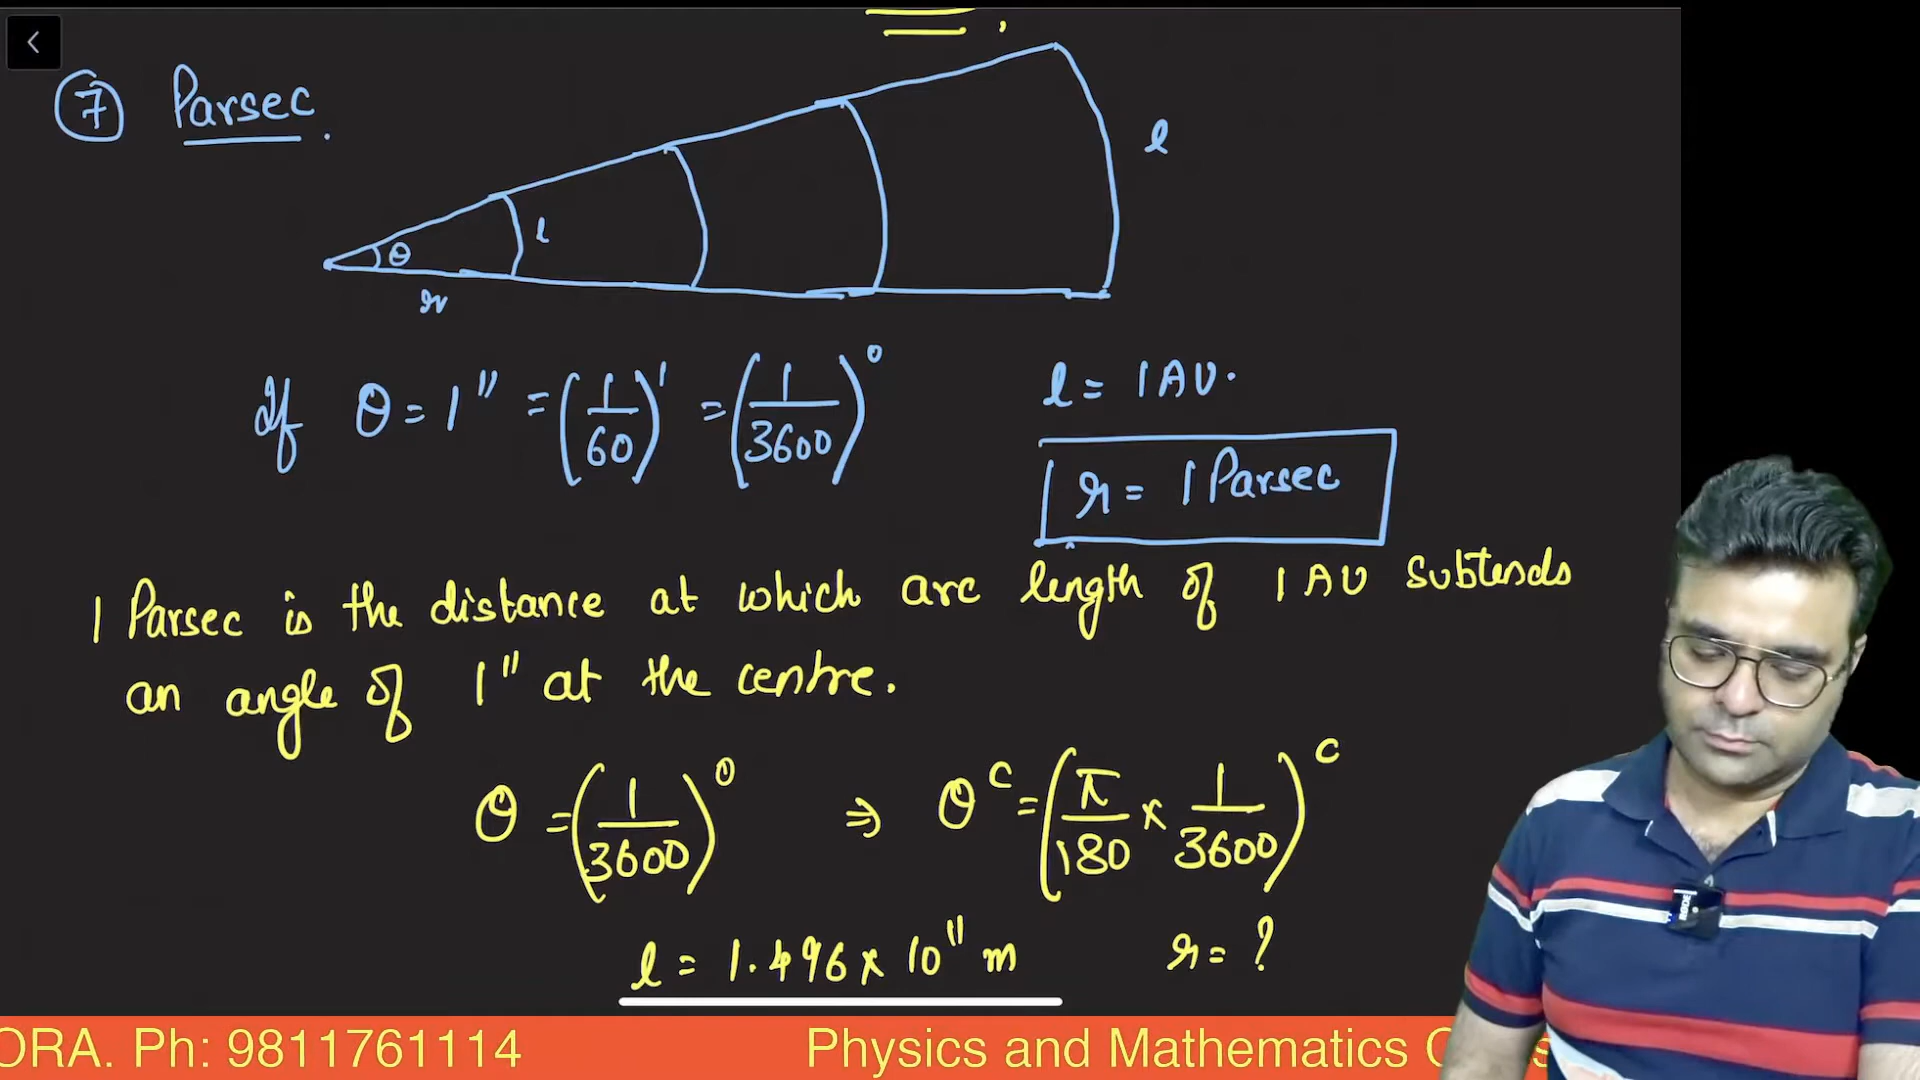 ⑦ Parsec.
l
l
θ
r
If θ = 1" = (1/60)' = (1/3600)°
l = 1 AU.
r = 1 Parsec
1 Parsec is the distance at which arc length of 1 AU subtends
an angle of 1" at the centre.
θ = (1/3600)° ⇒ θᶜ = (π/180 × 1/3600)ᶜ
l = 1.496 × 10¹¹ m r = ?
ORA. Ph: 9811761114 Physics and Mathematics